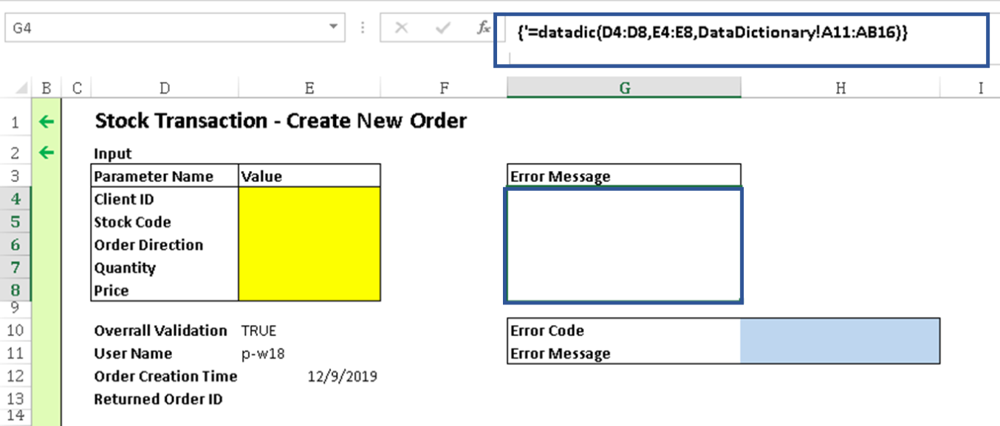 G4 fx {'=datadic(D4:D8,E4:E8,DataDictionary!A11:AB16)}
B C D E F G H I
1 Stock Transaction - Create New Order
2 Input
3 Parameter Name Value Error Message
4 Client ID
5 Stock Code
6 Order Direction
7 Quantity
8 Price
9
10 Overrall Validation TRUE Error Code
11 User Name p-w18 Error Message
12 Order Creation Time 12/9/2019
13 Returned Order ID
14